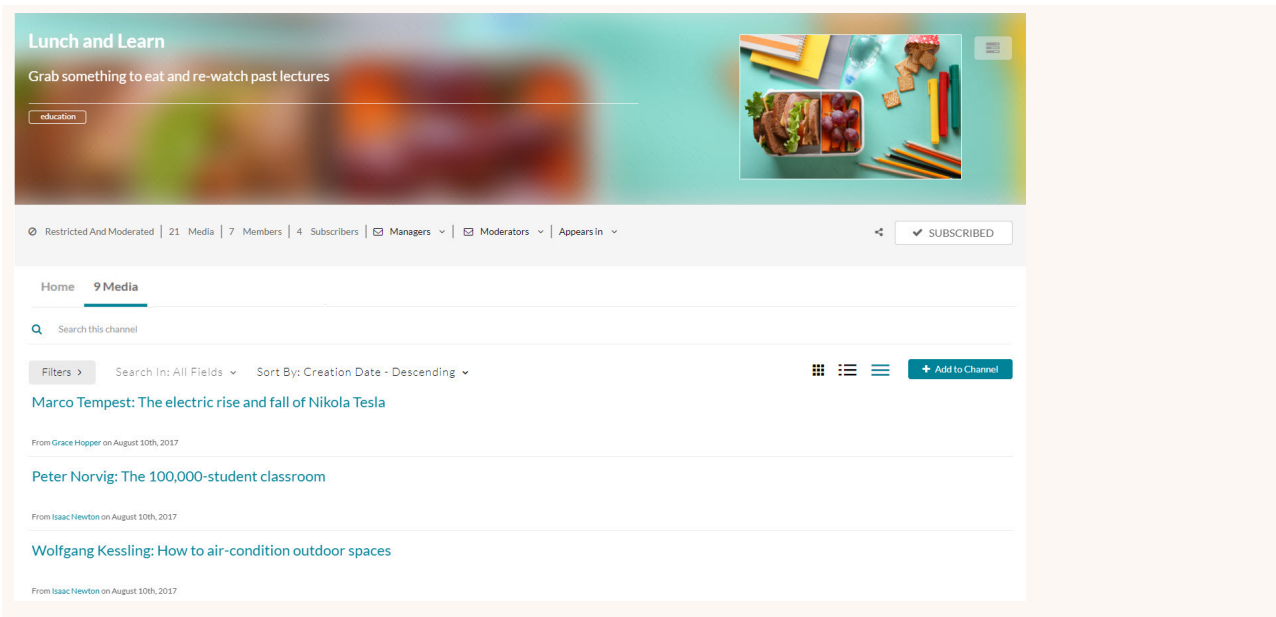 Lunch and Learn
Grab something to eat and re-watch past lectures
education
Restricted And Moderated | 21 Media | 7 Members | 4 Subscribers | Managers | Moderators | Appears in
SUBSCRIBED
Home 9 Media
Search this channel
Filters > Search In: All Fields Sort By: Creation Date - Descending + Add to Channel
Marco Tempest: The electric rise and fall of Nikola Tesla
From Grace Hopper on August 10th, 2017
Peter Norvig: The 100,000-student classroom
From Isaac Newton on August 10th, 2017
Wolfgang Kessling: How to air-condition outdoor spaces
From Isaac Newton on August 10th, 2017